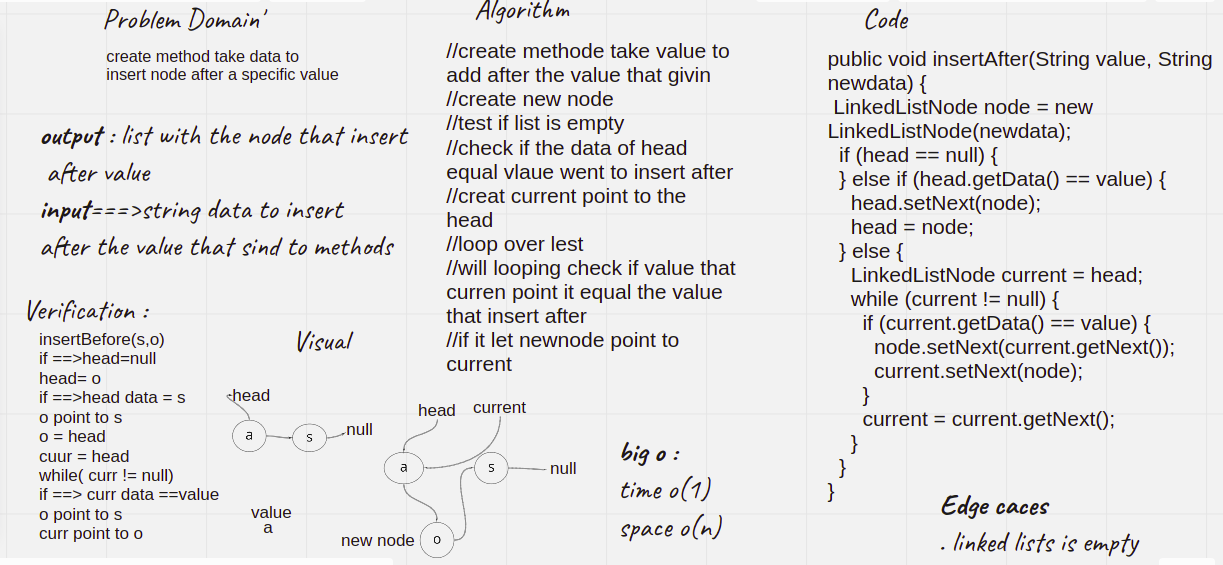 Problem Domain'
create method take data to
insert node after a specific value
output : list with the node that insert
after value
input===>string data to insert
after the value that sind to methods
Verification :
insertBefore(s,o)
if ==>head=null
head= o
if ==>head data = s
o point to s
o = head
cuur = head
while( curr != null)
if ==> curr data ==value
o point to s
curr point to o
Visual
head
a
s
null
value
a
Algorithm
//create methode take value to
add after the value that givin
//create new node
//test if list is empty
//check if the data of head
equal vlaue went to insert after
//creat current point to the
head
//loop over lest
//will looping check if value that
curren point it equal the value
that insert after
//if it let newnode point to
current
head
current
a
s
null
new node
o
big o :
time o(1)
space o(n)
Code
public void insertAfter(String value, String
newdata) {
LinkedListNode node = new
LinkedListNode(newdata);
if (head == null) {
} else if (head.getData() == value) {
head.setNext(node);
head = node;
} else {
LinkedListNode current = head;
while (current != null) {
if (current.getData() == value) {
node.setNext(current.getNext());
current.setNext(node);
}
current = current.getNext();
}
}
}
Edge caces
. linked lists is empty